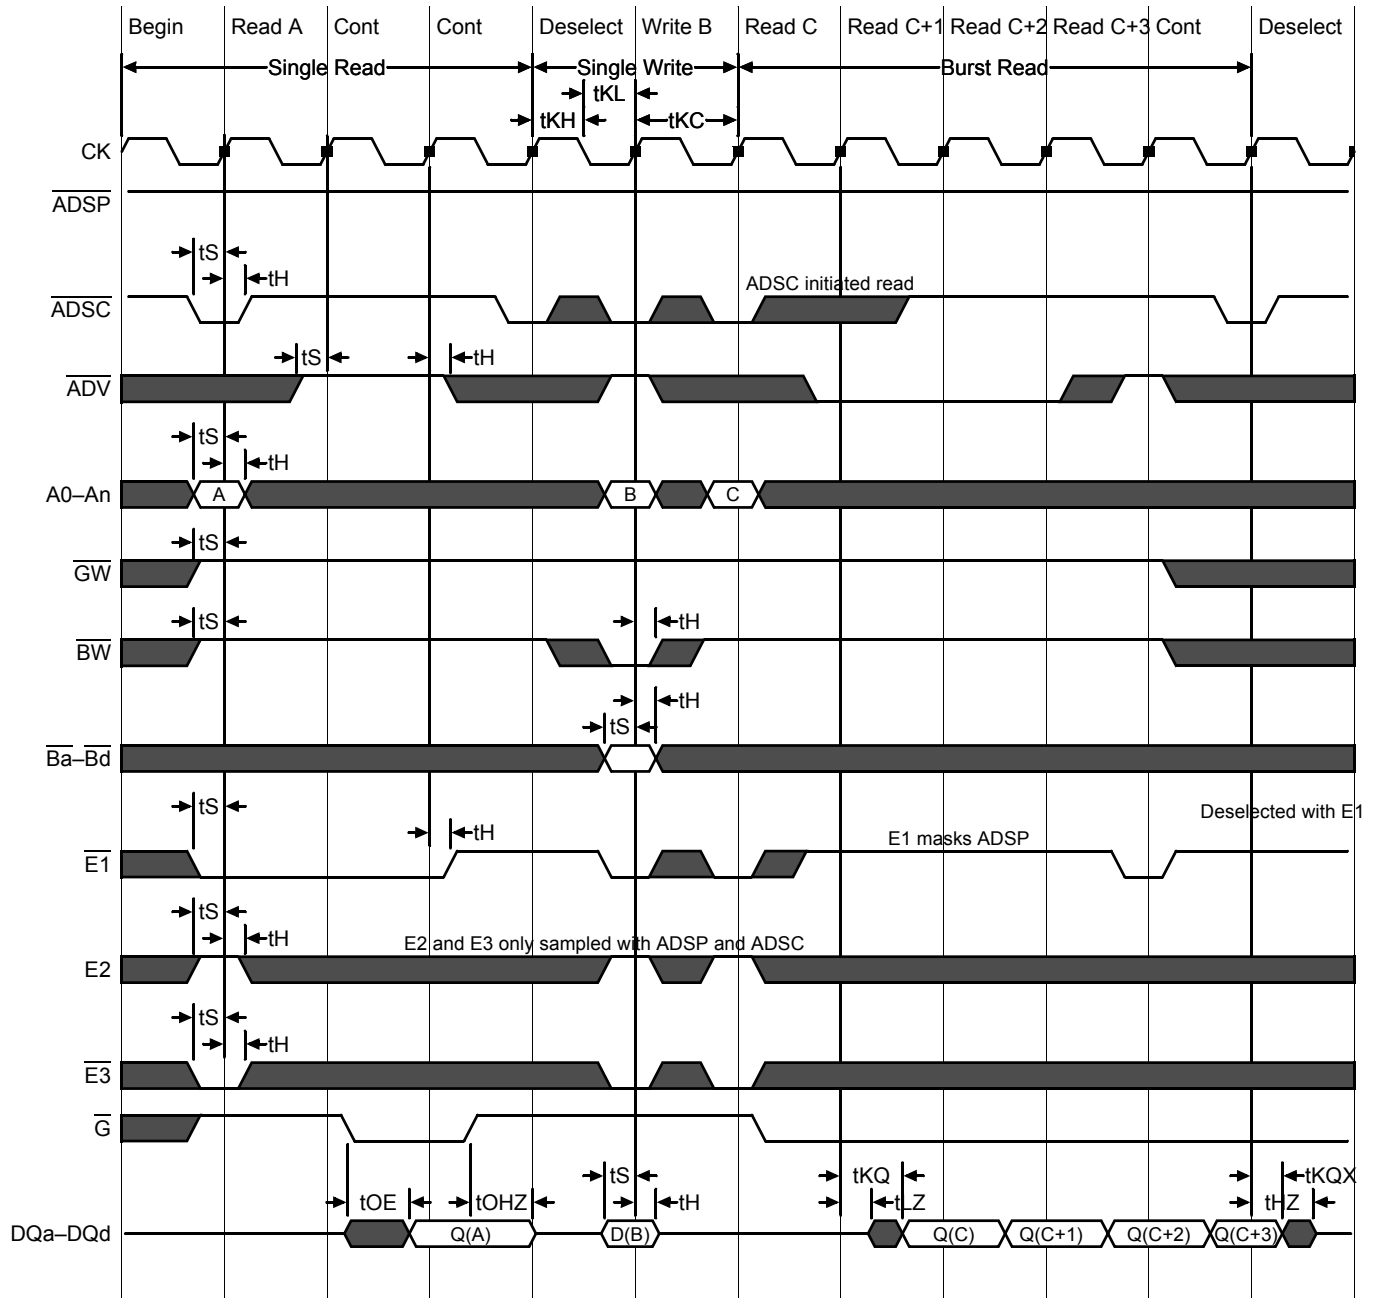 Begin Read A Cont Cont Deselect Write B Read C Read C+1 Read C+2 Read C+3 Cont Deselect
Single Read Single Write Burst Read
tKL
tKH tKC
CK
ADSP
tS
tH
ADSC initiated read
ADSC
tS tH
ADV
tS
tH
A0–An A B C
tS
GW
tS tH
BW
tH
tS
Ba–Bd
tS Deselected with E1
tH E1 masks ADSP
E1
tS
tH E2 and E3 only sampled with ADSP and ADSC
E2
tS
tH
E3
G
tS tKQ tKQX
tOE tOHZ tH tLZ tHZ
DQa–DQd Q(A) D(B) Q(C) Q(C+1) Q(C+2) Q(C+3)